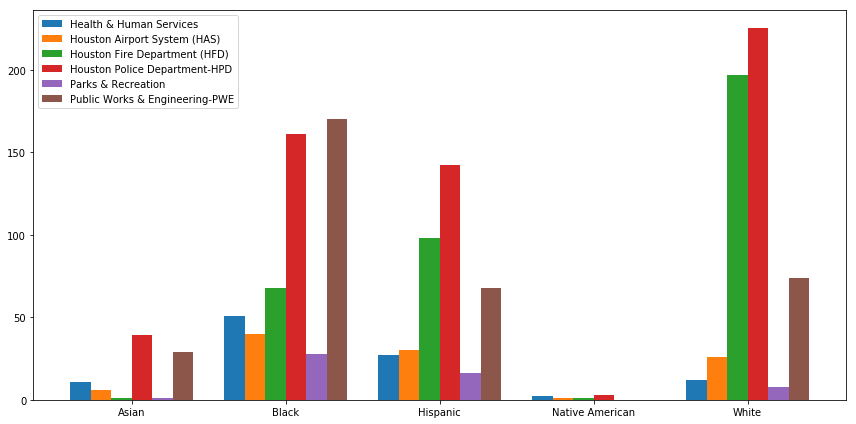 Health & Human Services
Houston Airport System (HAS)
Houston Fire Department (HFD)
Houston Police Department-HPD
Parks & Recreation
Public Works & Engineering-PWE
200
150
100
50
0
Asian Black Hispanic Native American White